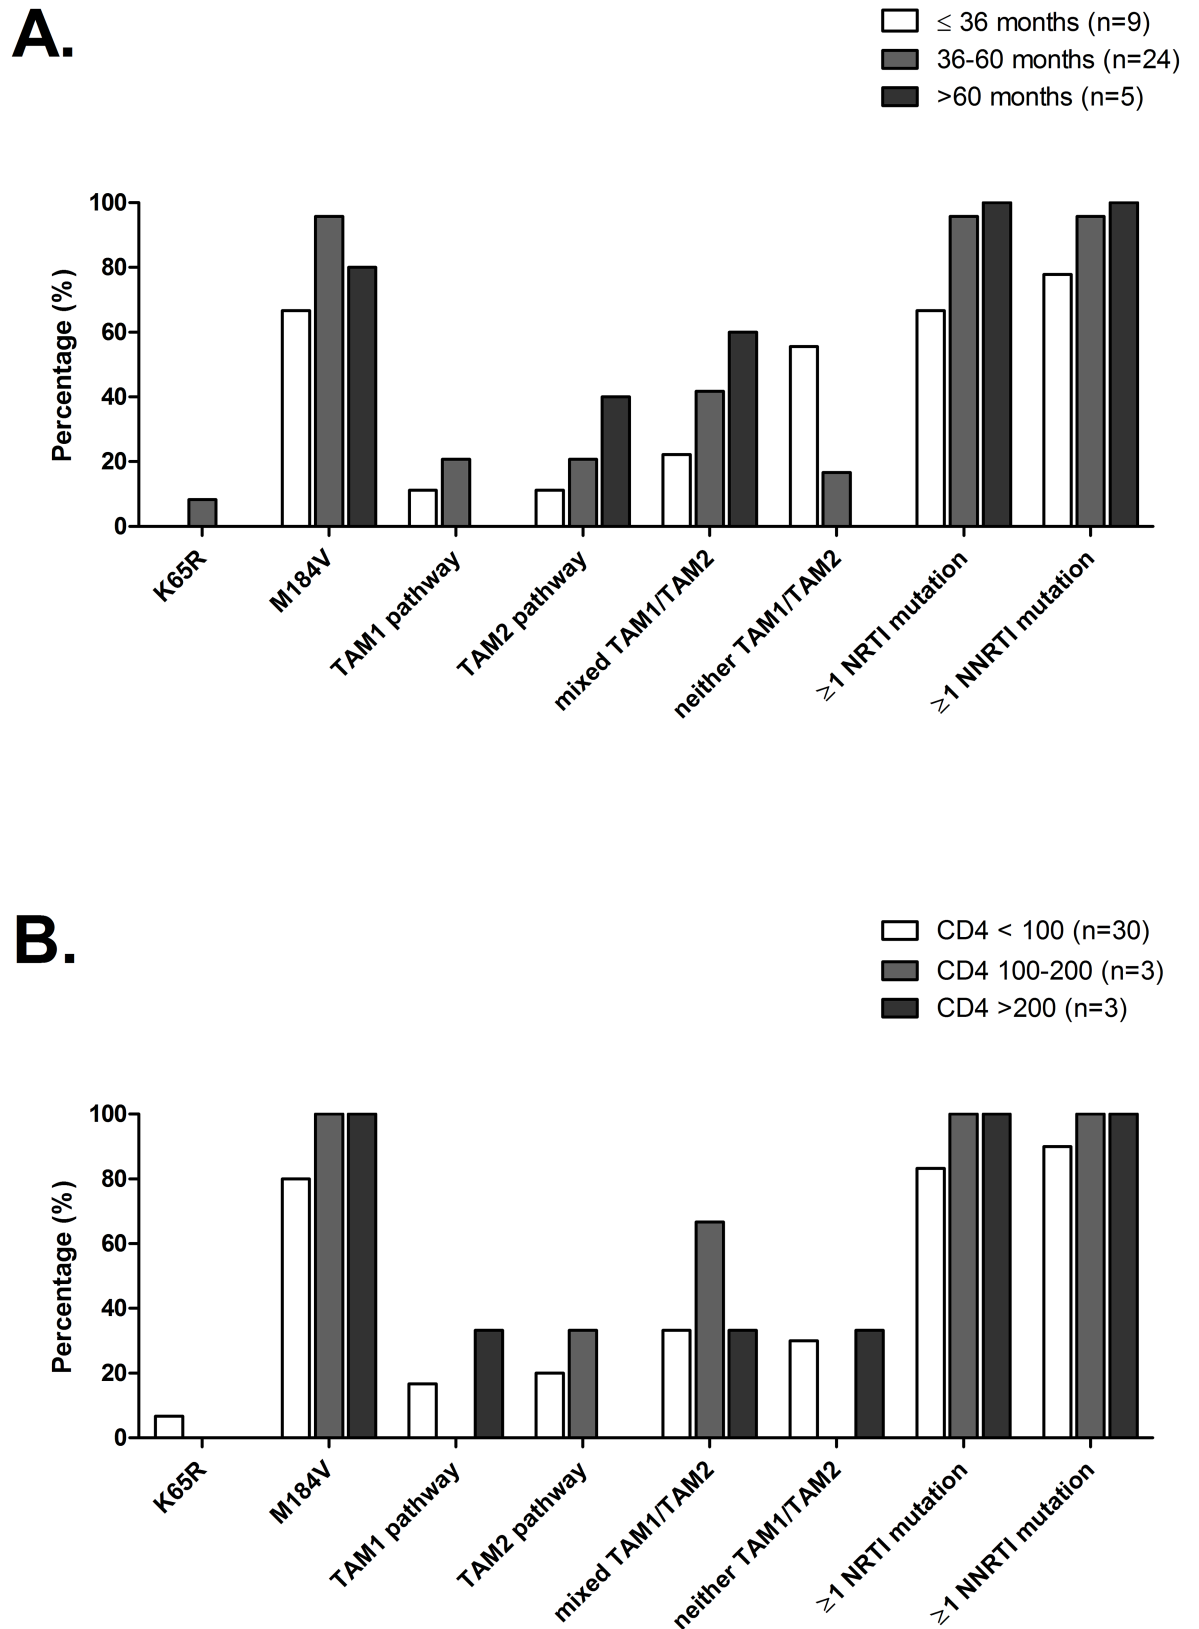 A.
≤ 36 months (n=9)
36-60 months (n=24)
>60 months (n=5)
Percentage (%)
100
80
60
40
20
0
K65R
M184V
TAM1 pathway
TAM2 pathway
mixed TAM1/TAM2
neither TAM1/TAM2
≥1 NRTI mutation
≥1 NNRTI mutation
B.
CD4 < 100 (n=30)
CD4 100-200 (n=3)
CD4 >200 (n=3)
Percentage (%)
100
80
60
40
20
0
K65R
M184V
TAM1 pathway
TAM2 pathway
mixed TAM1/TAM2
neither TAM1/TAM2
≥1 NRTI mutation
≥1 NNRTI mutation